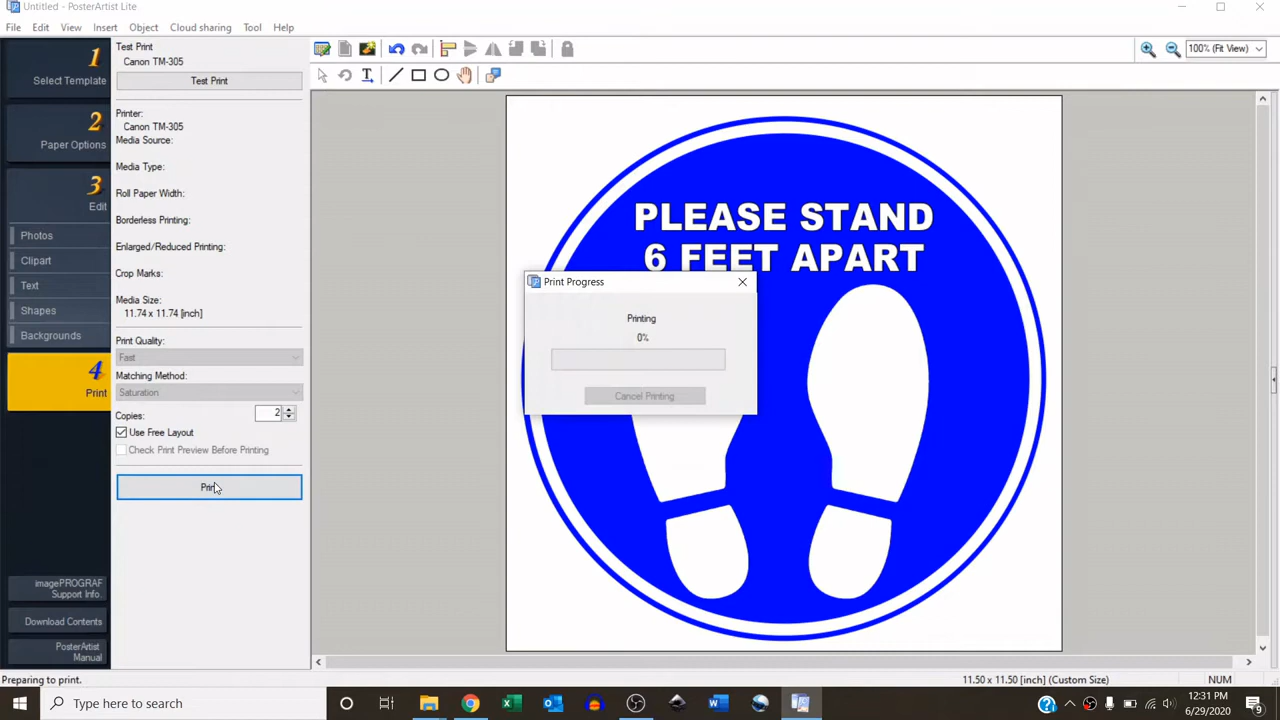 Untitled - PosterArtist Lite
File Edit View Insert Object Cloud sharing Tool Help
1
Select Template
2
Paper Options
3
Edit
Photos
Clipart
Text
Shapes
Backgrounds
4
Print
imagePROGRAF
Support Info.
Download Contents
PosterArtist
Manual
Test Print
Canon TM-305
Test Print
Printer:
Canon TM-305
Media Source:
Media Type:
Roll Paper Width:
Borderless Printing:
Enlarged/Reduced Printing:
Crop Marks:
Media Size:
11.74 x 11.74 [inch]
Print Quality:
Fast
Matching Method:
Saturation
Copies: 2
Use Free Layout
Check Print Preview Before Printing
Print
100% (Fit View)
PLEASE STAND
6 FEET APART
Print Progress
Printing
0%
Cancel Printing
Preparing to print.
11.50 x 11.50 [inch] (Custom Size)
NUM
Type here to search
12:31 PM
6/29/2020